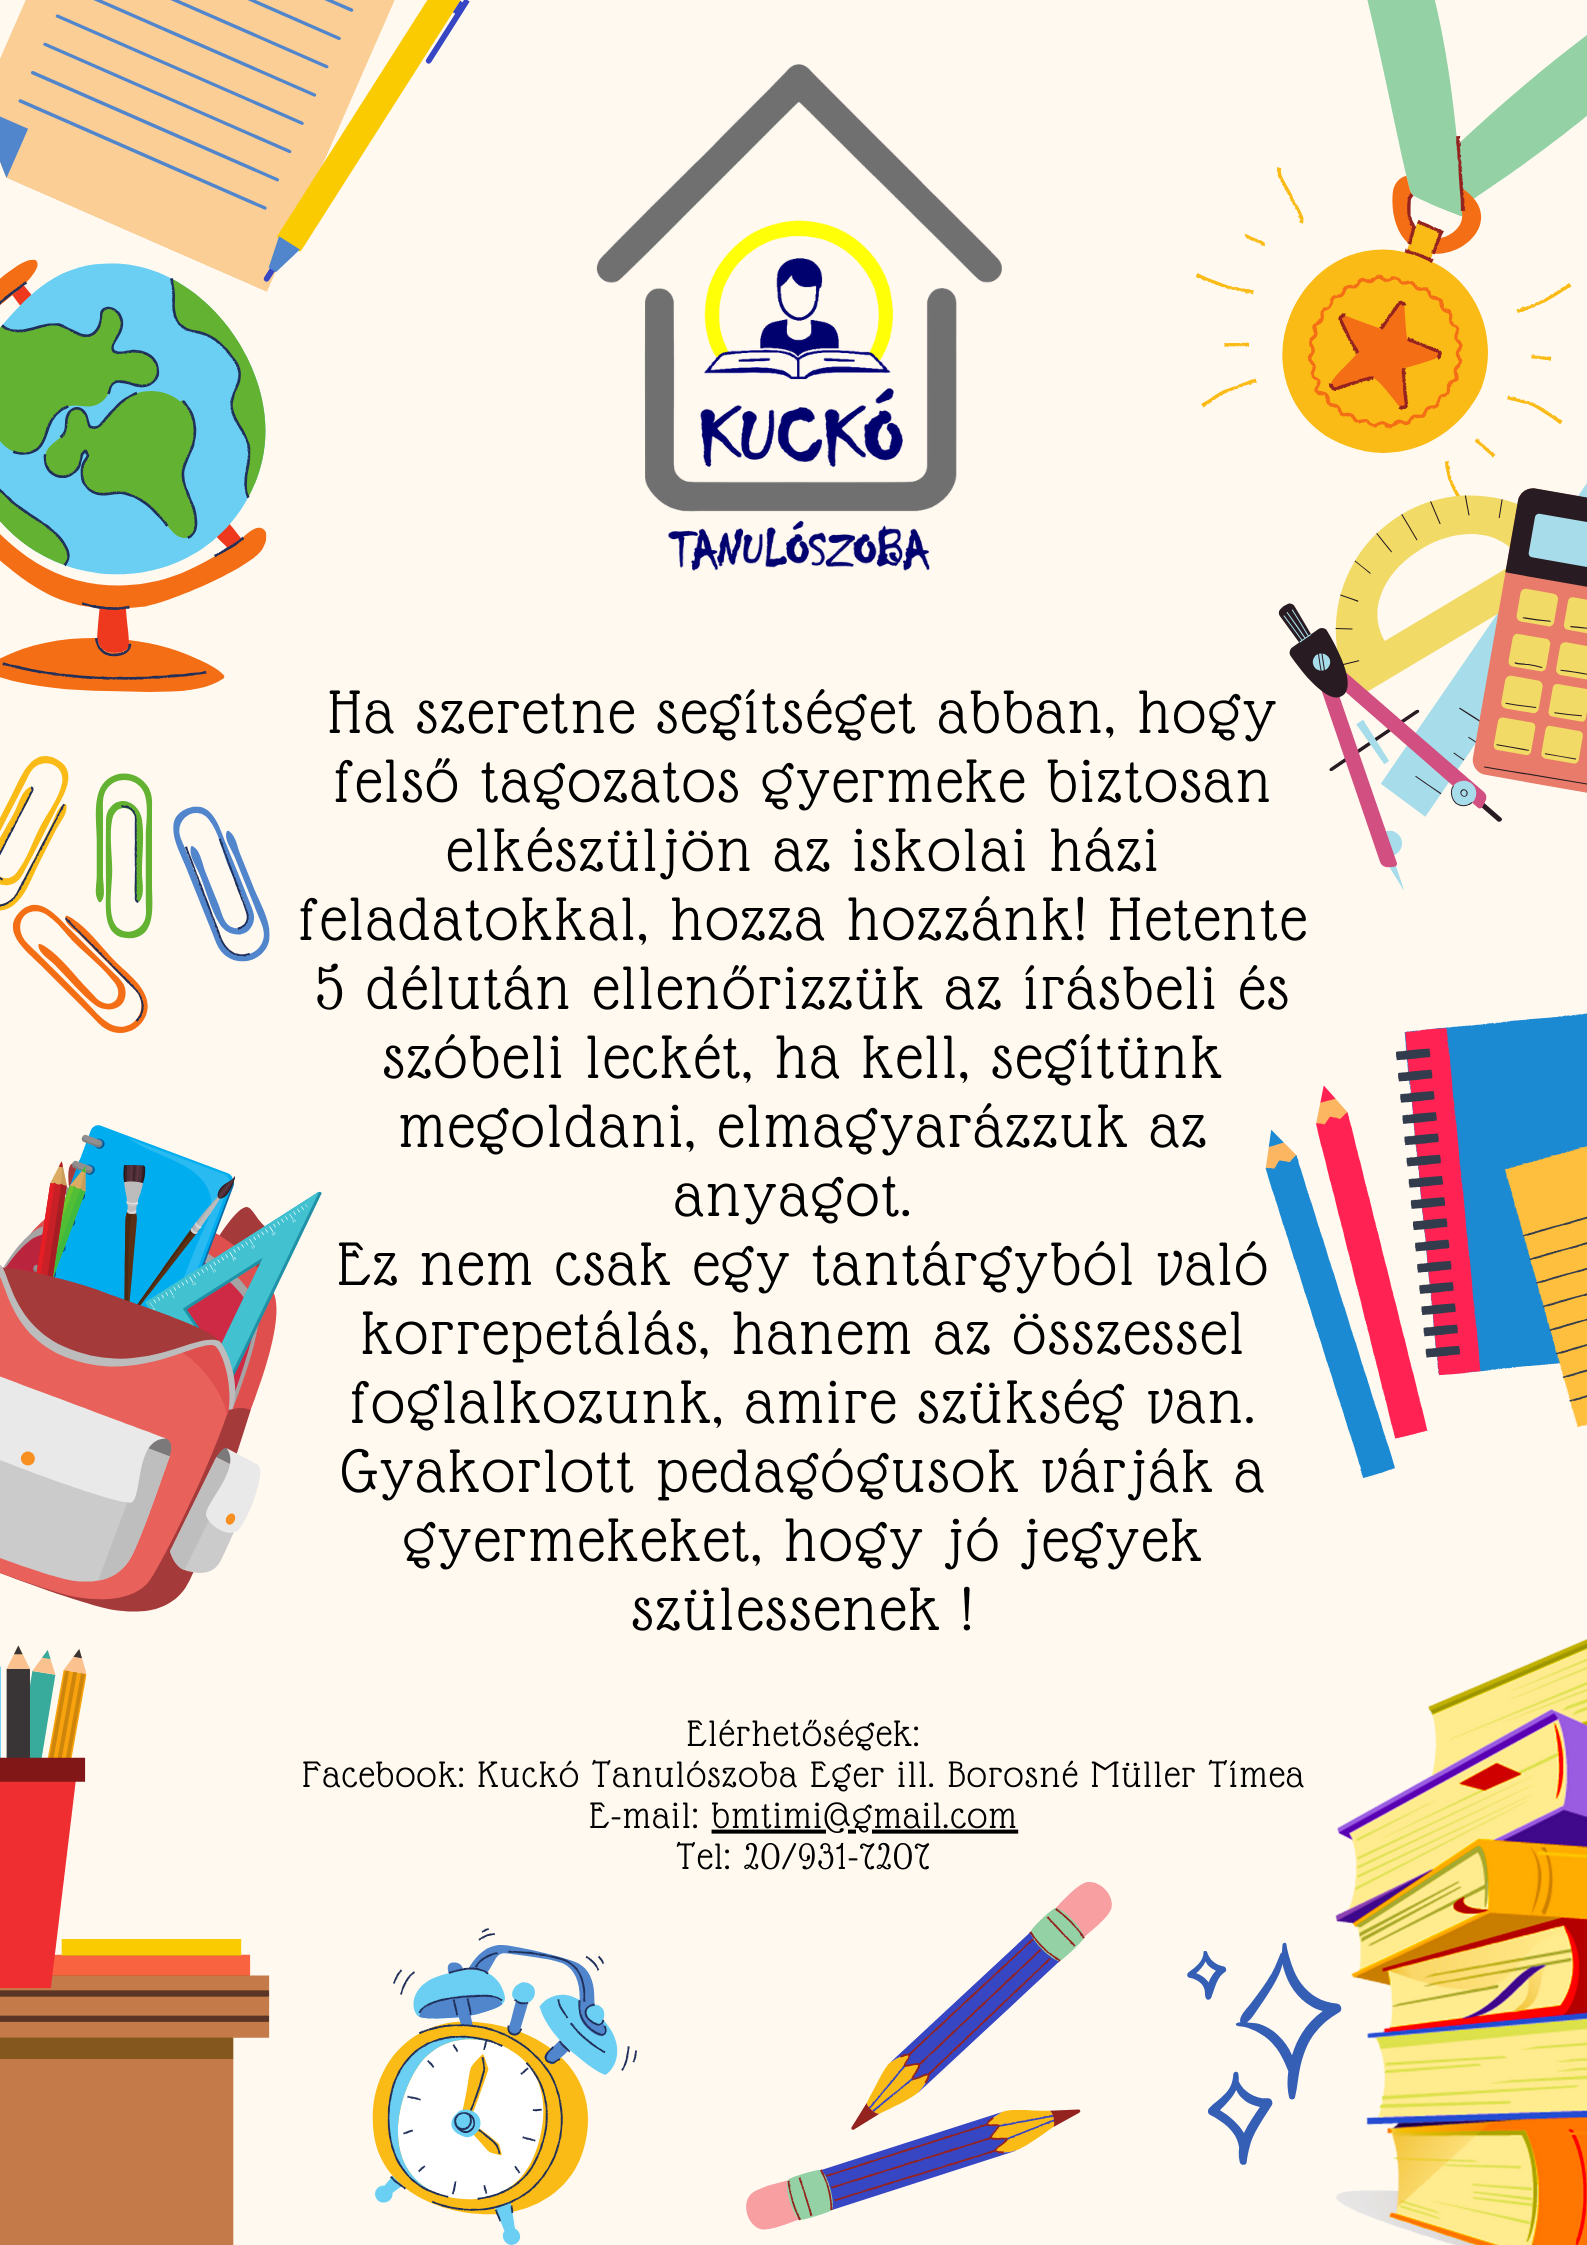 KUCKÓ
TANULÓSZOBA
Ha szeretne segítséget abban, hogy
felső tagozatos gyermeke biztosan
elkészüljön az iskolai házi
feladatokkal, hozza hozzánk! Hetente
5 délután ellenőrizzük az írásbeli és
szóbeli leckét, ha kell, segítünk
megoldani, elmagyarázzuk az
anyagot.
Ez nem csak egy tantárgyból való
korrepetálás, hanem az összessel
foglalkozunk, amire szükség van.
Gyakorlott pedagógusok várják a
gyermekeket, hogy jó jegyek
szülessenek !
Elérhetőségek:
Facebook: Kuckó Tanulószoba Eger ill. Borosné Müller Tímea
E-mail: bmtimi@gmail.com
Tel: 20/931-7207